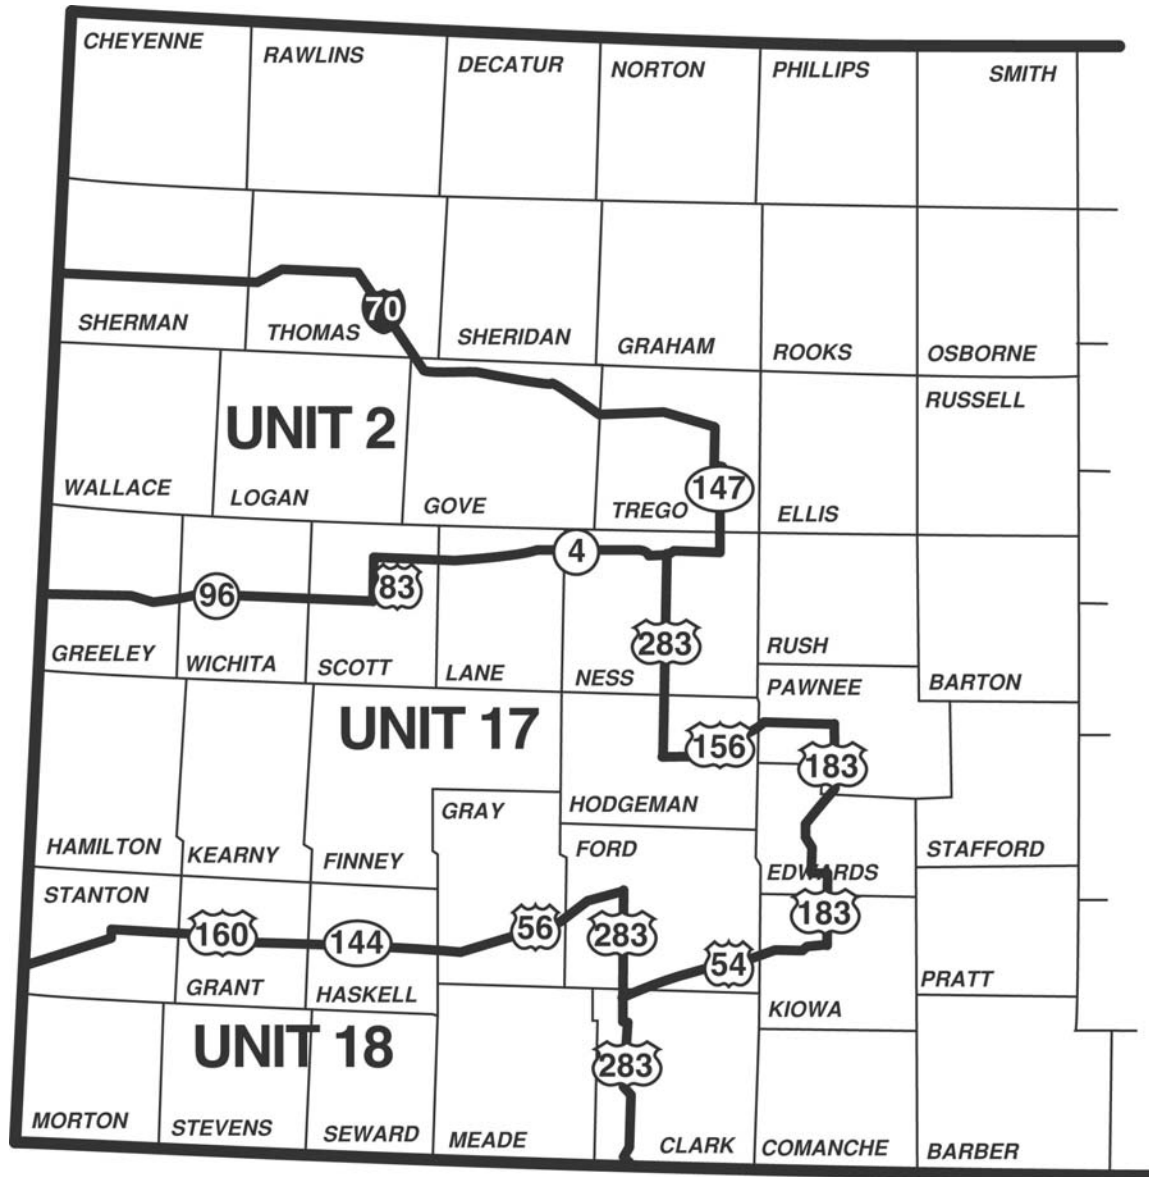 CHEYENNE
RAWLINS
DECATUR
NORTON
PHILLIPS
SMITH
SHERMAN
THOMAS
70
SHERIDAN
GRAHAM
ROOKS
OSBORNE
RUSSELL
UNIT 2
WALLACE
LOGAN
GOVE
TREGO
147
ELLIS
4
96
83
GREELEY
WICHITA
SCOTT
LANE
NESS
283
RUSH
PAWNEE
BARTON
UNIT 17
156
183
GRAY
HODGEMAN
HAMILTON
KEARNY
FINNEY
FORD
EDWARDS
STAFFORD
STANTON
160
144
56
283
183
54
GRANT
HASKELL
KIOWA
PRATT
UNIT 18
283
MORTON
STEVENS
SEWARD
MEADE
CLARK
COMANCHE
BARBER